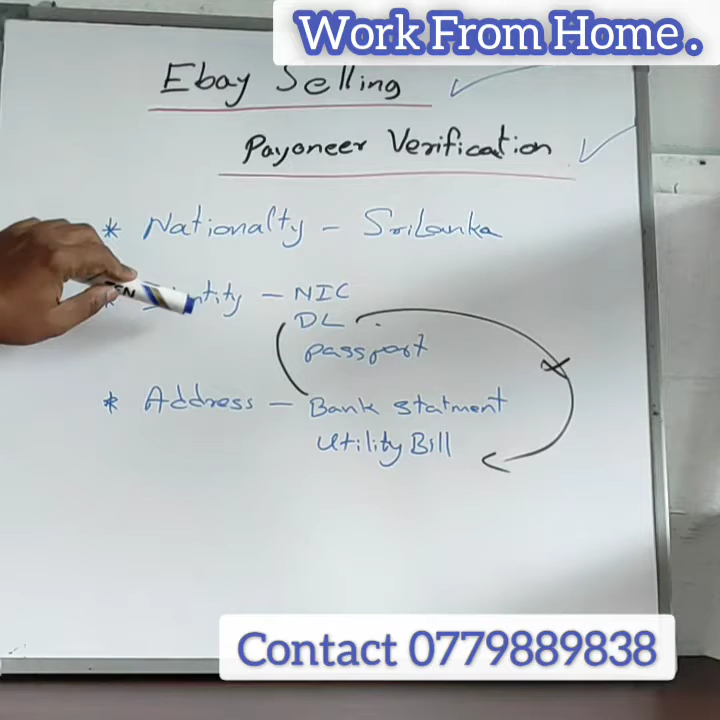 Work From Home.
Ebay Selling
Payoneer Verification
* Nationalty - SriLanka
* - NIC
DL
Passport
* Address - Bank statment
Utility Bill
Contact 0779889838